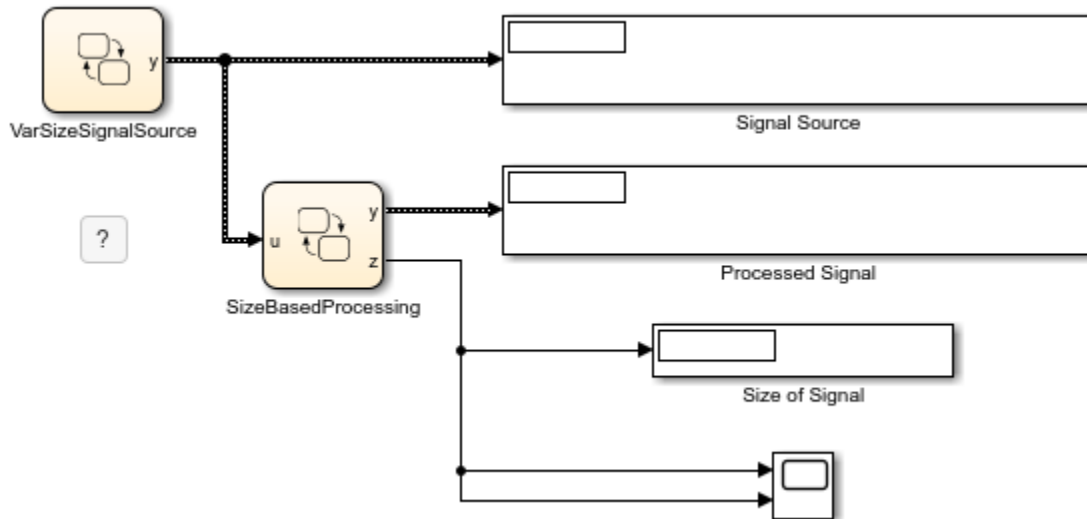 y
VarSizeSignalSource
Signal Source
?
u
y
z
SizeBasedProcessing
Processed Signal
Size of Signal